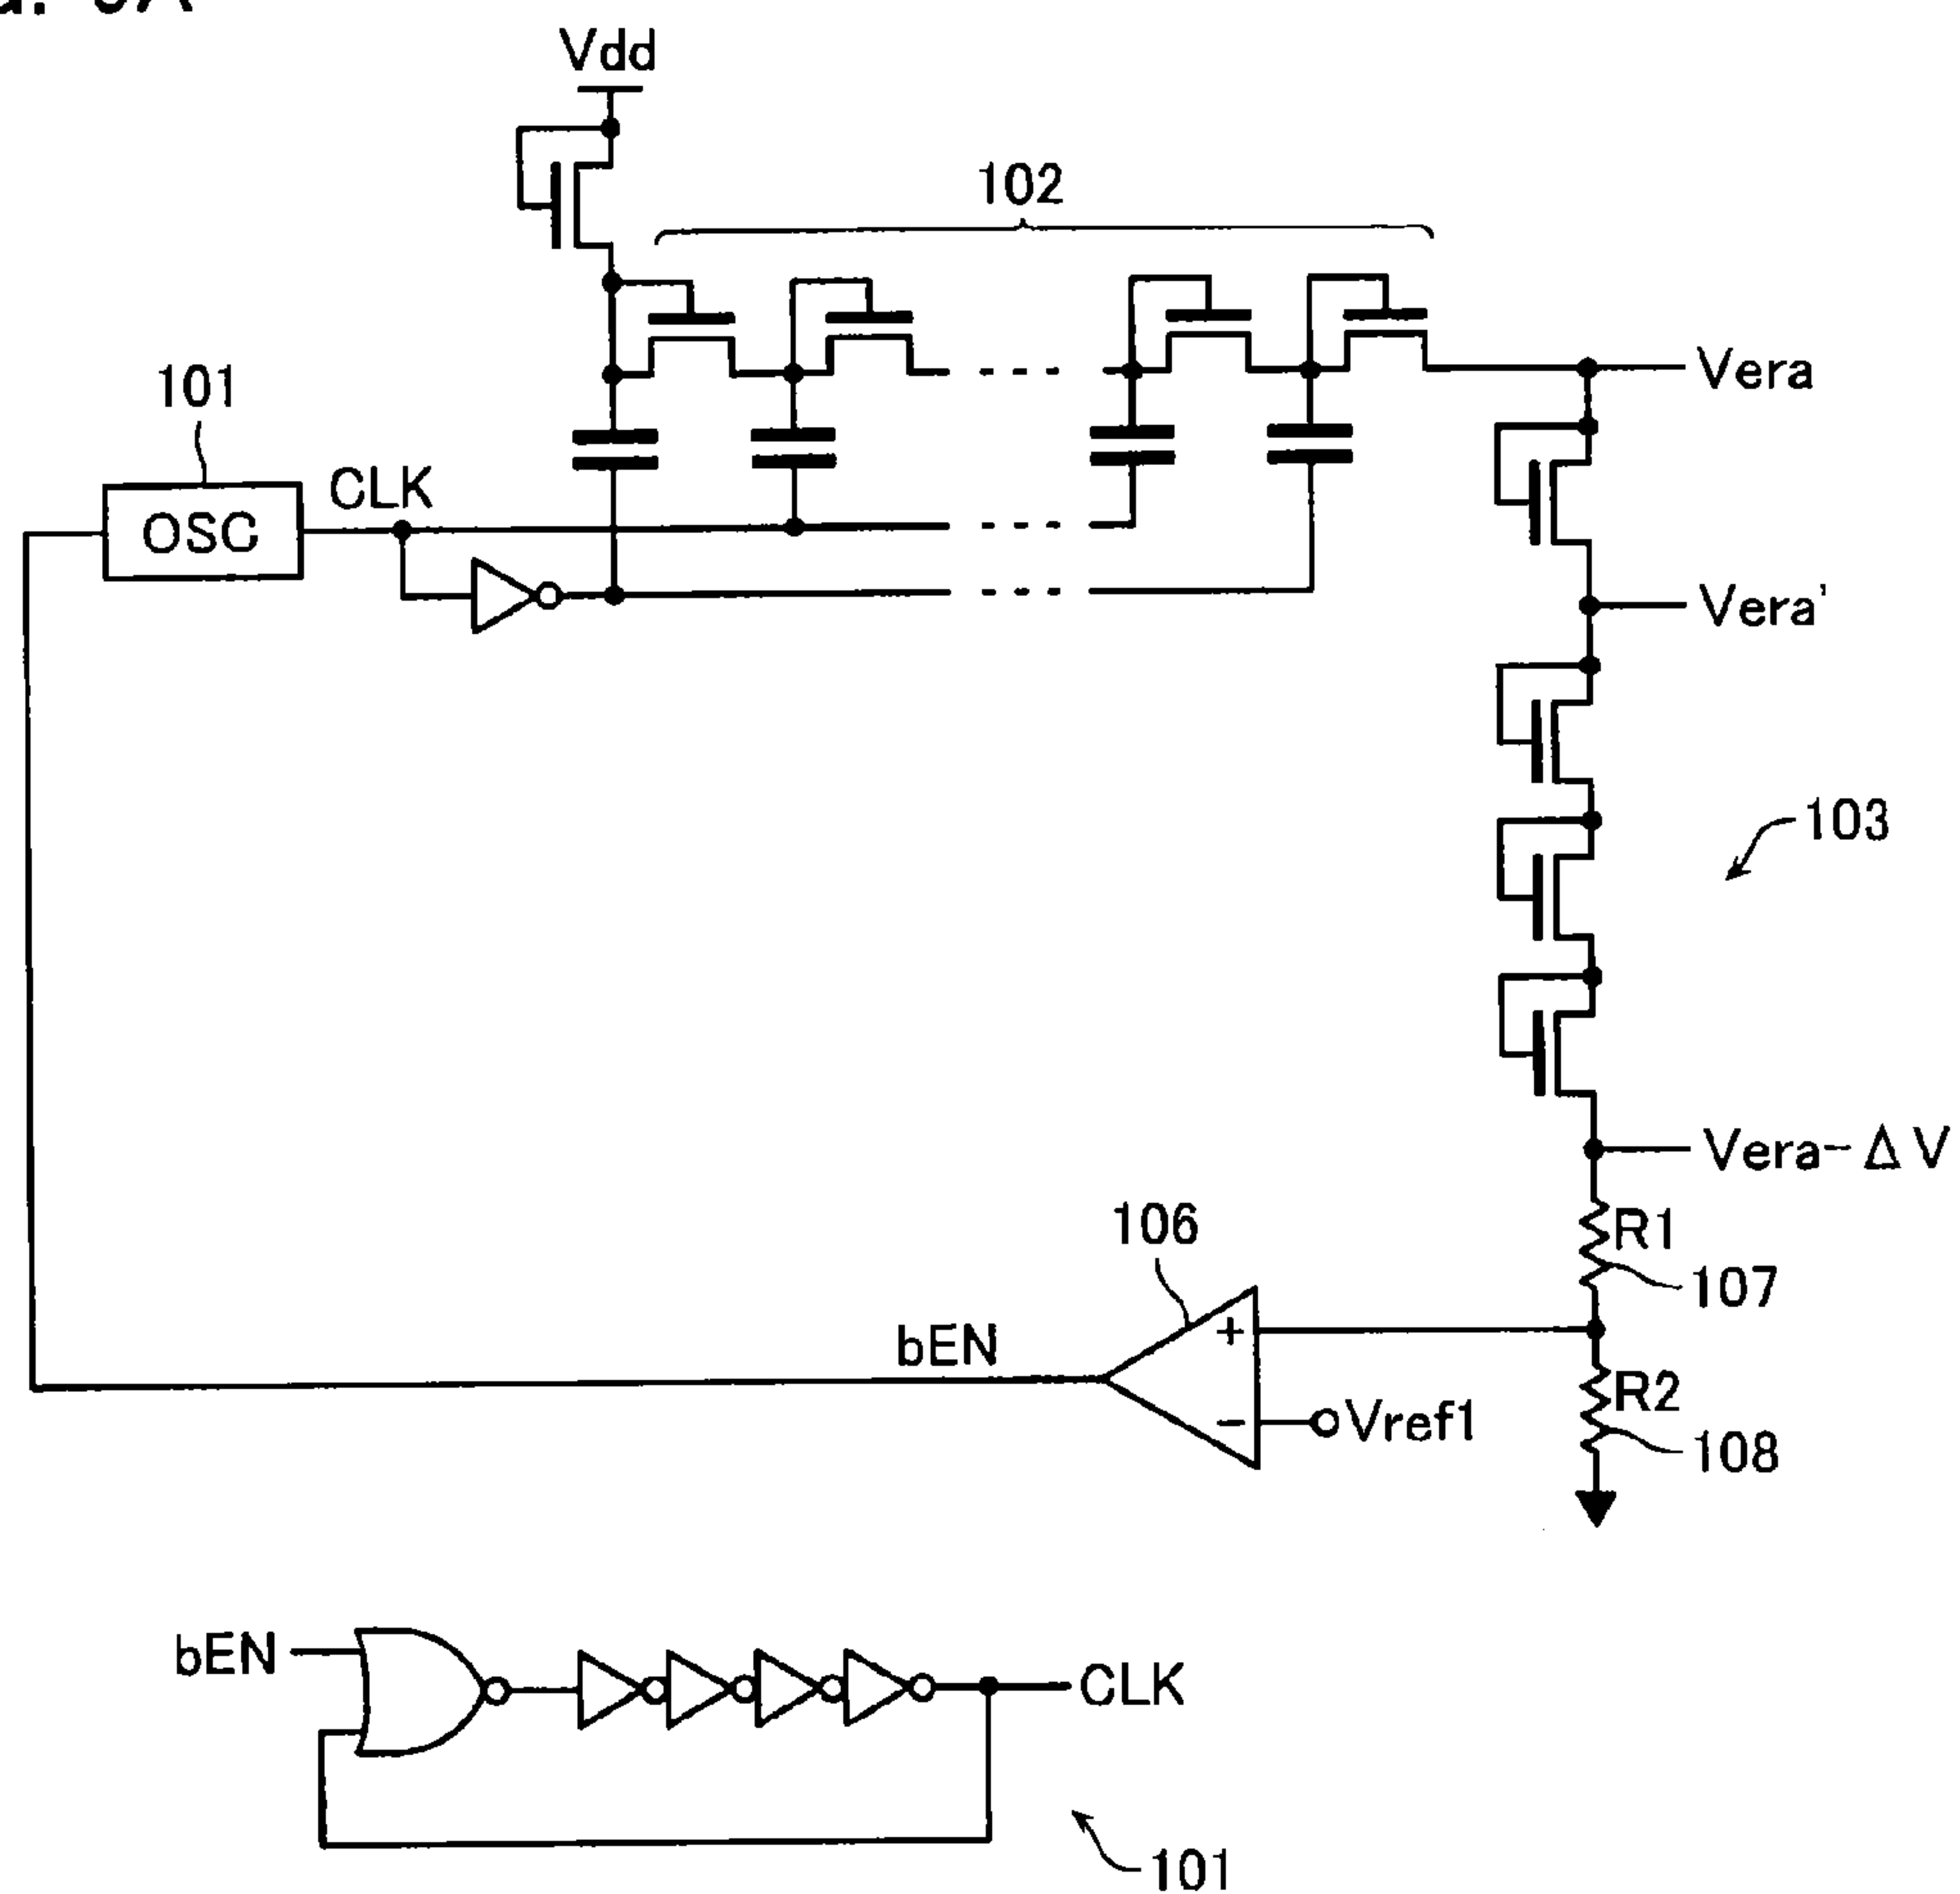 Vdd
102
101
CLK
OSC
Vera
Vera'
103
Vera-ΔV
R1
107
106
+
bEN
R2
−
Vref1
108
bEN
CLK
101